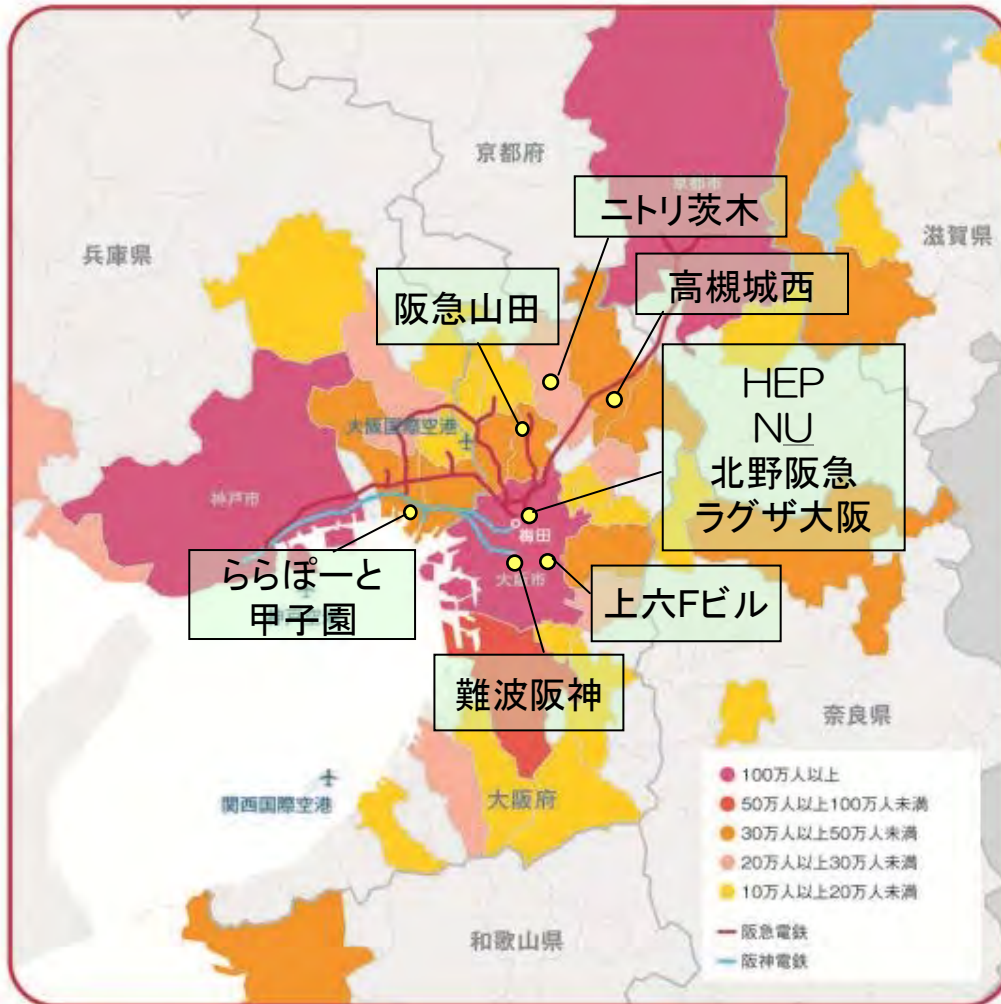 京都府
京都市
ニトリ茨木
滋賀県
兵庫県
高槻城西
阪急山田
HEP
NU
北野阪急
ラグザ大阪
大阪国際空港
神戸市
梅田
大阪市
ららぽーと
甲子園
上六Fビル
難波阪神
奈良県
関西国際空港
大阪府
和歌山県
100万人以上
50万人以上100万人未満
30万人以上50万人未満
20万人以上30万人未満
10万人以上20万人未満
阪急電鉄
阪神電鉄